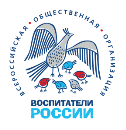 ВСЕРОССИЙСКАЯ • ОБЩЕСТВЕННАЯ • ОРГАНИЗАЦИЯ
ВОСПИТАТЕЛИ
РОССИИ